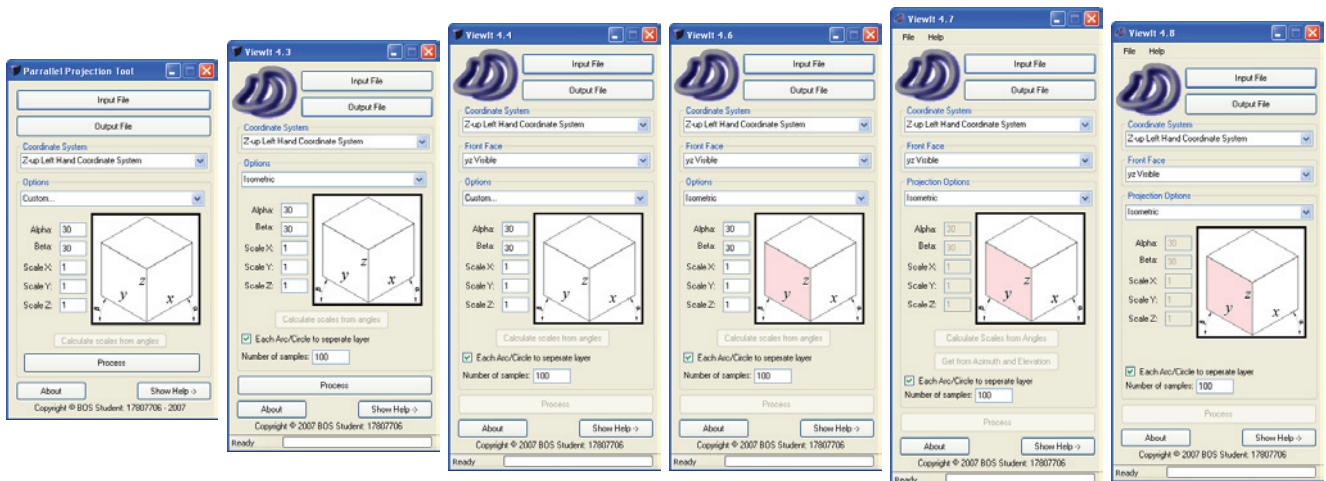 Parrallel Projection Tool
Input File
Output File
Coordinate System
Z-up Left Hand Coordinate System
Options
Custom...
Alpha: 30
Beta: 30
Scale X: 1
Scale Y: 1
Scale Z: 1
y z x
Calculate scales from angles
Process
About Show Help ->
Copyright © BOS Student: 17807706 - 2007
ViewIt 4.3
Input File
Output File
Coordinate System
Z-up Left Hand Coordinate System
Options
Isometric
Alpha: 30
Beta: 30
Scale X: 1
Scale Y: 1
Scale Z: 1
y z x
Calculate scales from angles
Each Arc/Circle to seperate layer
Number of samples: 100
Process
About Show Help ->
Copyright © 2007 BOS Student: 17807706
Ready
ViewIt 4.4
Input File
Output File
Coordinate System
Z-up Left Hand Coordinate System
Front Face
yz Visible
Options
Custom...
Alpha: 30
Beta: 30
Scale X: 1
Scale Y: 1
Scale Z: 1
y z x
Calculate scales from angles
Each Arc/Circle to seperate layer
Number of samples: 100
Process
About Show Help ->
Copyright © 2007 BOS Student: 17807706
Ready
ViewIt 4.6
Input File
Output File
Coordinate System
Z-up Left Hand Coordinate System
Front Face
yz Visible
Options
Isometric
Alpha: 30
Beta: 30
Scale X: 1
Scale Y: 1
Scale Z: 1
y z x
Calculate scales from angles
Each Arc/Circle to seperate layer
Number of samples: 100
Process
About Show Help ->
Copyright © 2007 BOS Student: 17807706
Ready
ViewIt 4.7
File Help
Input File
Output File
Coordinate System
Z-up Left Hand Coordinate System
Front Face
yz Visible
Projection Options
Isometric
Alpha: 30
Beta: 30
Scale X: 1
Scale Y: 1
Scale Z: 1
y z x
Calculate Scales from Angles
Get from Azimuth and Elevation
Each Arc/Circle to seperate layer
Number of samples: 100
Process
About Show Help ->
Copyright © 2007 BOS Student: 17807706
Ready
ViewIt 4.8
File Help
Input File
Output File
Coordinate System
Z-up Left Hand Coordinate System
Front Face
yz Visible
Projection Options
Isometric
Alpha: 30
Beta: 30
Scale X: 1
Scale Y: 1
Scale Z: 1
y z x
Each Arc/Circle to seperate layer
Number of samples: 100
Process
About Show Help ->
Copyright © 2007 BOS Student: 17807706
Ready